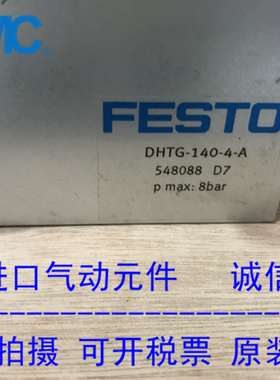 MC
FESTO
DHTG-140-4-A
548088 D7
p max: 8bar
进口气动元件 诚信
拍摄 可开税票 原装